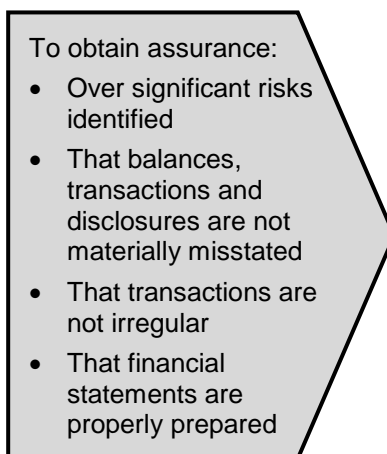 To obtain assurance:
• Over significant risks
identified
• That balances,
transactions and
disclosures are not
materially misstated
• That transactions are
not irregular
• That financial
statements are
properly prepared